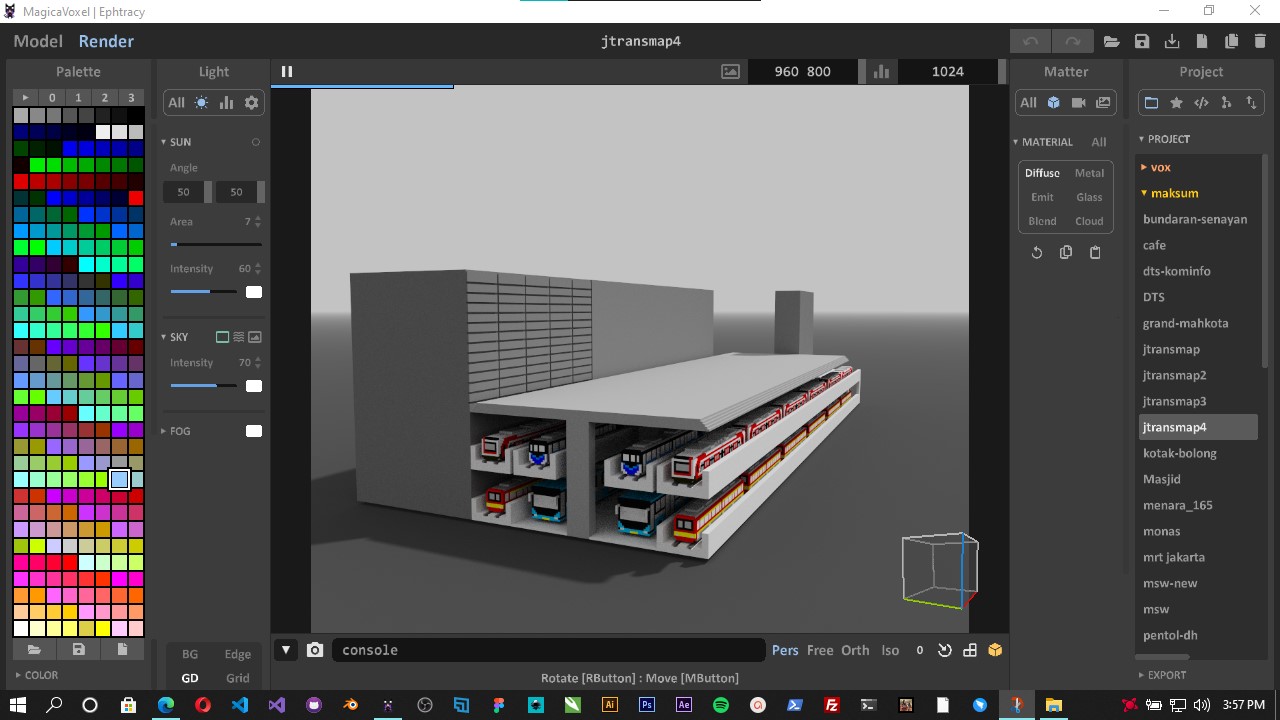 MagicaVoxel | Ephtracy
Model Render
jtransmap4
Palette
0 1 2 3
COLOR
Light
All
SUN
Angle
50 50
Area 7
Intensity 60
SKY
Intensity 70
FOG
BG Edge
GD Grid
960 800
1024
console
Pers Free Orth Iso 0
Rotate [RButton] : Move [MButton]
Matter
All
MATERIAL All
Diffuse Metal
Emit Glass
Blend Cloud
Project
PROJECT
vox
maksum
bundaran-senayan
cafe
dts-kominfo
DTS
grand-mahkota
jtransmap
jtransmap2
jtransmap3
jtransmap4
kotak-bolong
Masjid
menara_165
monas
mrt jakarta
msw-new
msw
pentol-dh
EXPORT
Ai Ps Ae Fz
3:57 PM